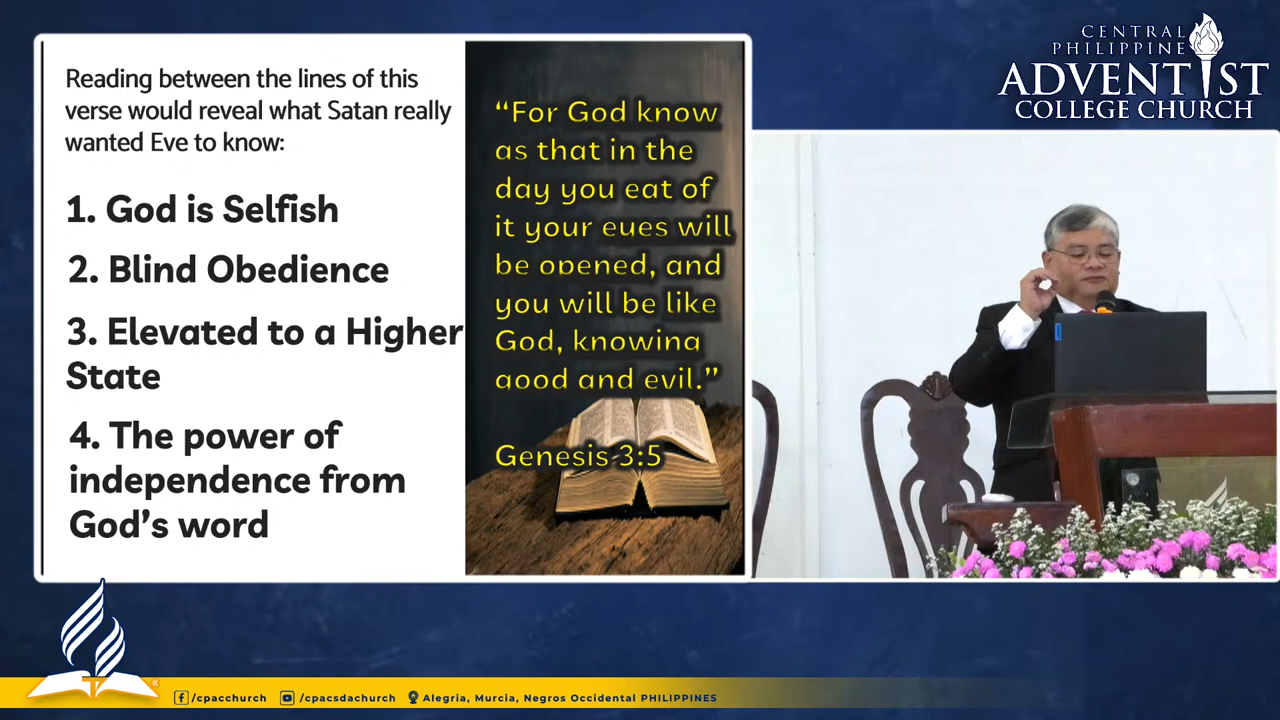 Reading between the lines of this
verse would reveal what Satan really
wanted Eve to know:
1. God is Selfish
2. Blind Obedience
3. Elevated to a Higher
State
4. The power of
independence from
God’s word
“For God know
as that in the
day you eat of
it your eyes will
be opened, and
you will be like
God, knowing
good and evil.”
Genesis 3:5
CENTRAL
PHILIPPINE
ADVENTIST
COLLEGE CHURCH
/cpacchurch
/cpacsdachurch
Alegria, Murcia, Negros Occidental PHILIPPINES